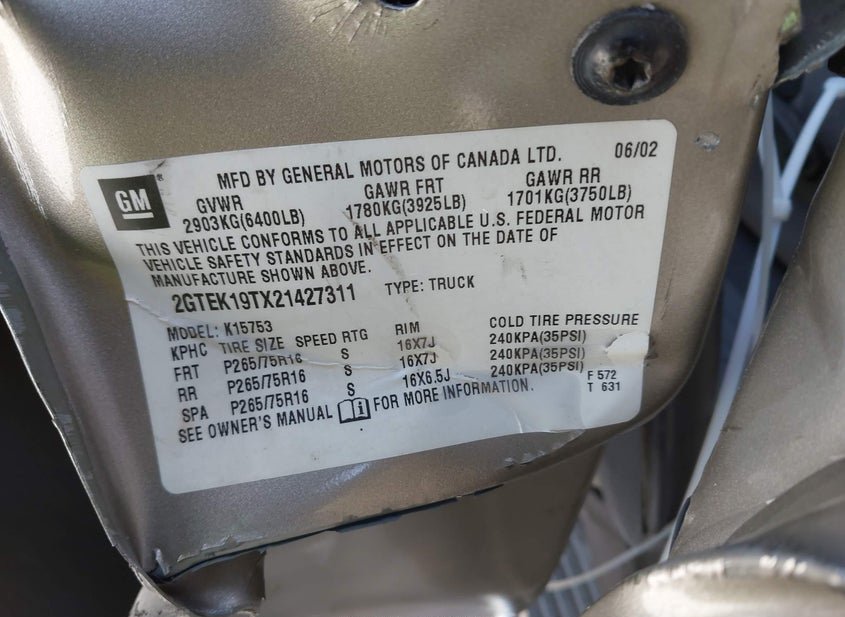 MFD BY GENERAL MOTORS OF CANADA LTD. 06/02
GM
®
GVWR GAWR FRT GAWR RR
2903KG(6400LB) 1780KG(3925LB) 1701KG(3750LB)
THIS VEHICLE CONFORMS TO ALL APPLICABLE U.S. FEDERAL MOTOR
VEHICLE SAFETY STANDARDS IN EFFECT ON THE DATE OF
MANUFACTURE SHOWN ABOVE.
2GTEK19TX21427311 TYPE: TRUCK
MODEL: K15753
KPHC TIRE SIZE SPEED RTG RIM COLD TIRE PRESSURE
FRT P265/75R16 S 16X7J 240KPA(35PSI)
RR P265/75R16 S 16X7J 240KPA(35PSI)
SPA P265/75R16 S 16X6.5J 240KPA(35PSI)
SEE OWNER'S MANUAL i FOR MORE INFORMATION.
F 572
T 631